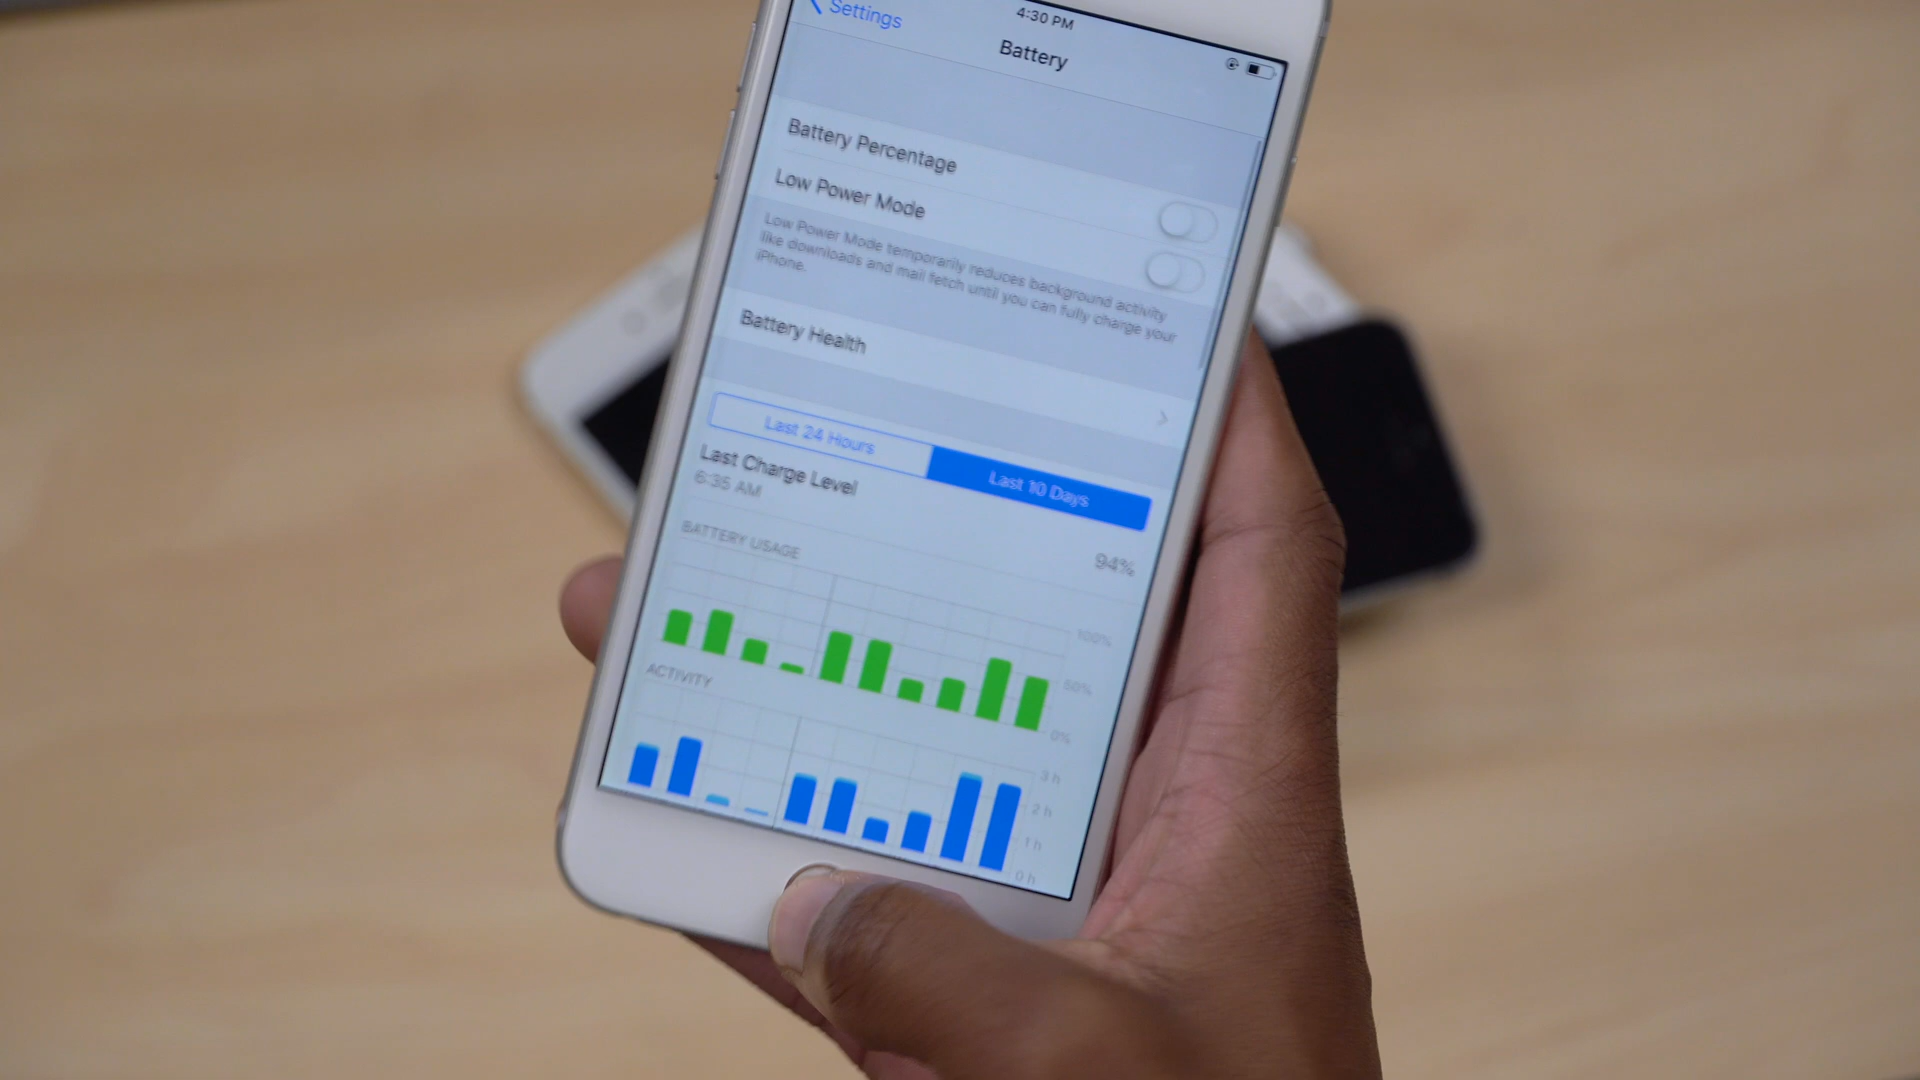 Settings
4:30 PM
Battery
Battery Percentage
Low Power Mode
Low Power Mode temporarily reduces background activity
like downloads and mail fetch until you can fully charge your
iPhone.
Battery Health
Last 24 Hours
Last 10 Days
Last Charge Level
6:35 AM
94%
BATTERY USAGE
100%
50%
0%
ACTIVITY
3 h
2 h
1 h
0 h